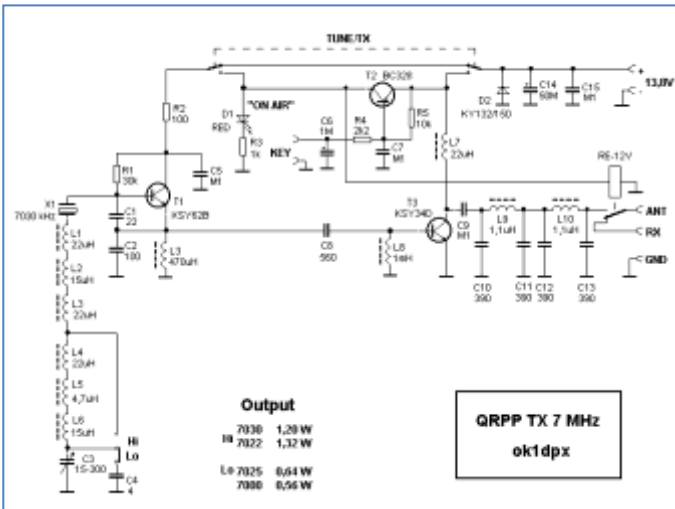 TUNE/TX
T2 BC328
R2
100
D1
RED
"ON AIR"
R3
1k
KEY
C6
1M
R4
2k2
R5
10k
C7
M1
L7
22uH
D2
KY132/150
C14
50M
C15
M1
+
13,8V
-
RE-12V
R1
30k
C5
M1
X1
7030 kHz
T1
KSY62B
C1
22
C2
100
L3
470uH
C8
560
L8
1mH
T3
KSY34D
C9
M1
L9
1,1uH
L10
1,1uH
ANT
RX
GND
C10
390
C11
390
C12
390
C13
390
L1
22uH
L2
15uH
L3
22uH
L4
22uH
L5
4,7uH
L6
15uH
Hi
Lo
C3
15-300
C4
4
Output
7030 1,20 W
Hi 7022 1,32 W
Lo 7025 0,64 W
7000 0,56 W
QRPP TX 7 MHz
ok1dpx